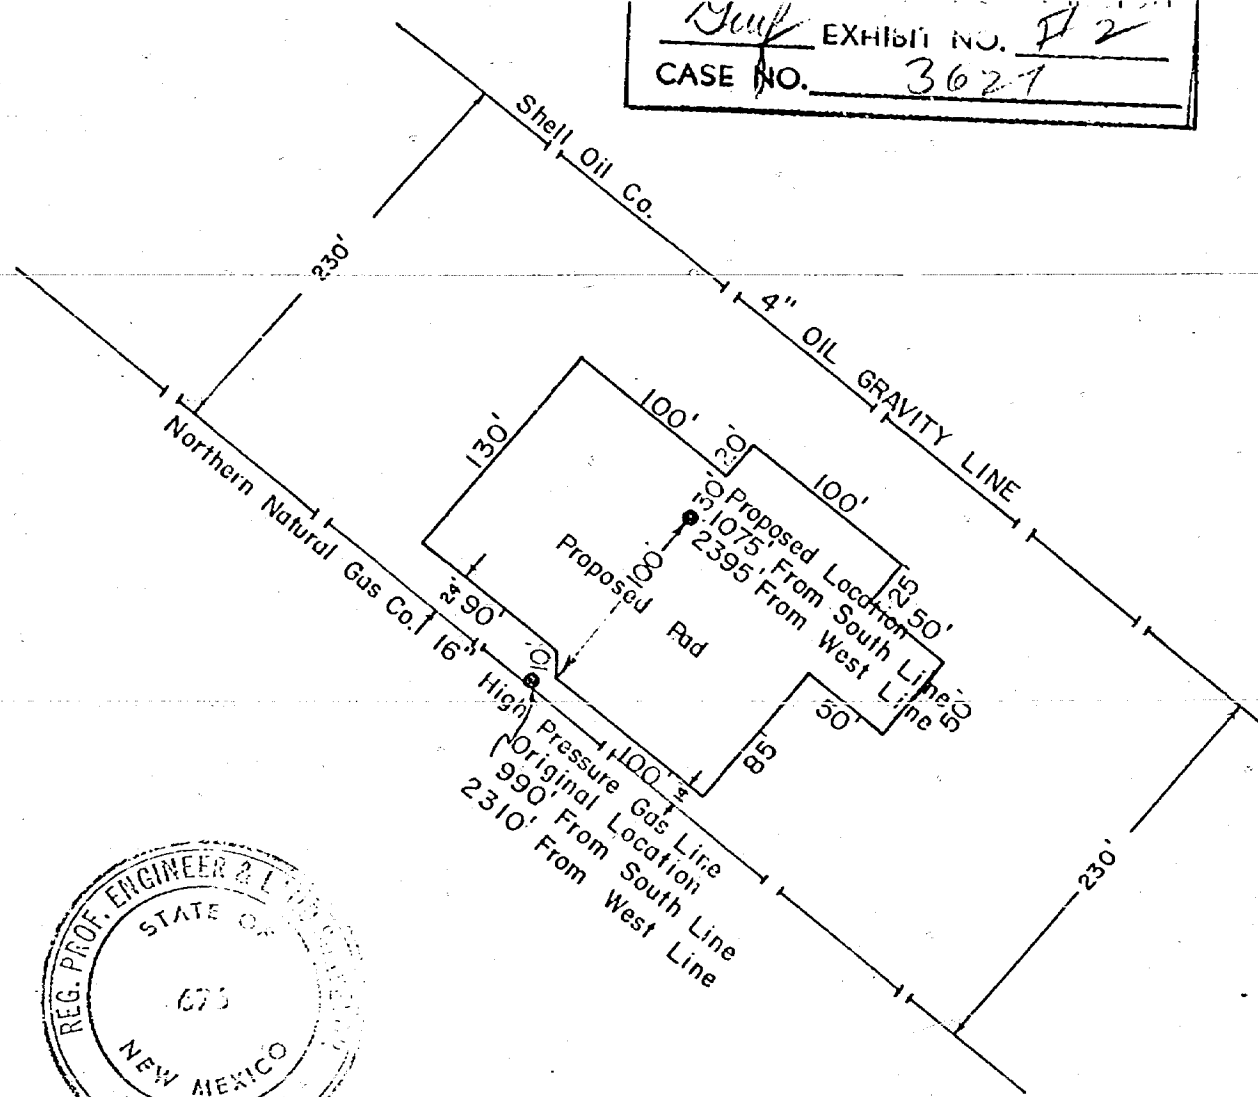 EXHIBIT NO. #2
CASE NO. 3627
Shell Oil Co.
4" OIL GRAVITY LINE
230'
100'
20'
130'
30'
100'
Proposed Location
1075' From South Line
2395' From West Line
100'
Proposed Pad
25
50'
50'
50'
85'
24'
90'
10'
100'
14'
Northern Natural Gas Co. 16" High Pressure Gas Line
Original Location
990' From South Line
2310' From West Line
230'
REG. PROF. ENGINEER &
STATE OF
NEW MEXICO